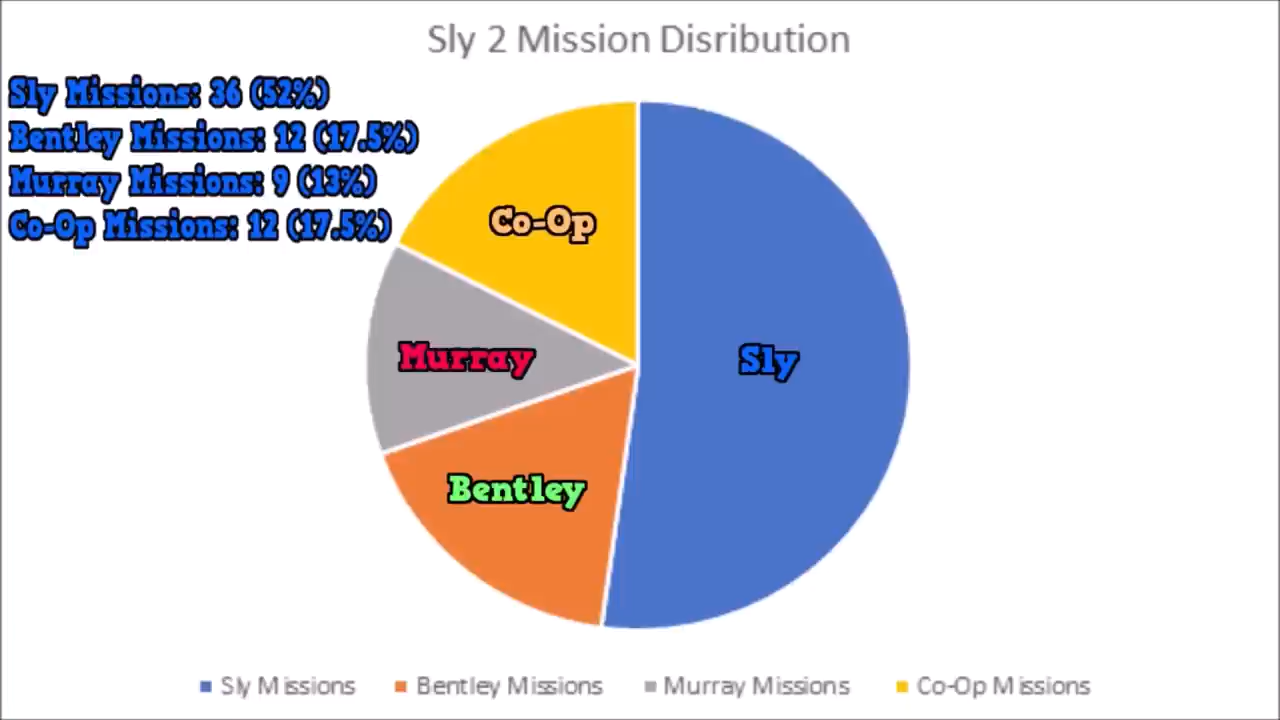 Sly 2 Mission Disribution
Sly Missions: 36 (52%)
Bentley Missions: 12 (17.5%)
Murray Missions: 9 (13%)
Co-Op Missions: 12 (17.5%)
Co-Op
Murray
Sly
Bentley
Sly Missions
Bentley Missions
Murray Missions
Co-Op Missions